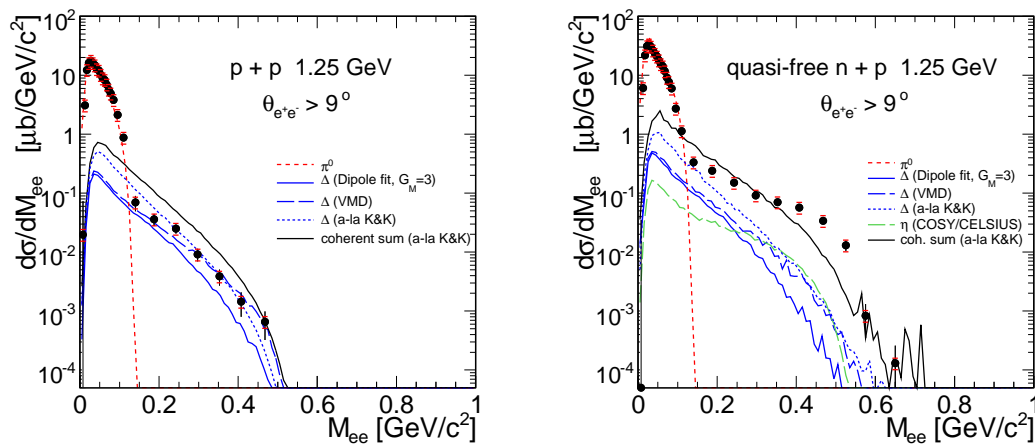 dσ/dM_ee [μb/GeV/c²]
10²
10
1
10⁻¹
10⁻²
10⁻³
10⁻⁴
p + p 1.25 GeV
θ_e⁺e⁻ > 9°
π⁰
Δ (Dipole fit, G_M=3)
Δ (VMD)
Δ (a-la K&K)
coherent sum (a-la K&K)
0 0.2 0.4 0.6 0.8 1
M_ee [GeV/c²]
dσ/dM_ee [μb/GeV/c²]
10²
10
1
10⁻¹
10⁻²
10⁻³
10⁻⁴
quasi-free n + p 1.25 GeV
θ_e⁺e⁻ > 9°
π⁰
Δ (Dipole fit, G_M=3)
Δ (VMD)
Δ (a-la K&K)
η (COSY/CELSIUS)
coh. sum (a-la K&K)
0 0.2 0.4 0.6 0.8 1
M_ee [GeV/c²]